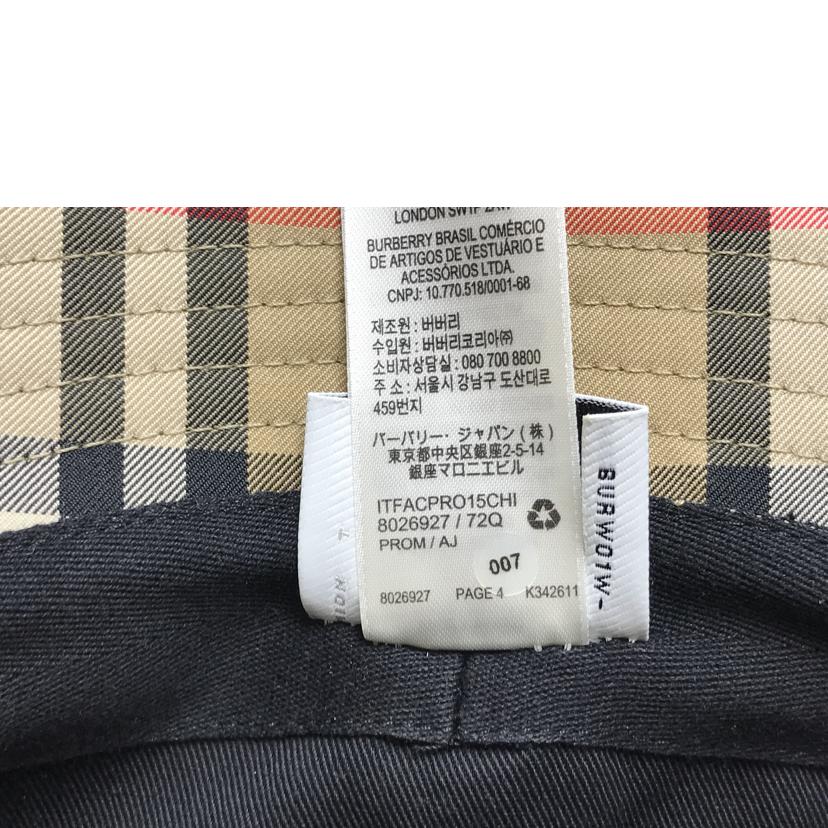 LONDON SW1P 2AW
BURBERRY BRASIL COMÉRCIO
DE ARTIGOS DE VESTUÁRIO E
ACESSÓRIOS LTDA.
CNPJ: 10.770.518/0001-68
제조원 : 버버리
수입원 : 버버리코리아㈜
소비자상담실 : 080 700 8800
주 소 : 서울시 강남구 도산대로
459번지
バーバリー・ジャパン ( 株 )
東京都中央区銀座2-5-14
銀座マロニエビル
ITFACPRO15CHI
8026927 / 72Q
PROM / AJ
007
8026927 PAGE 4 K342611
BURW01W-